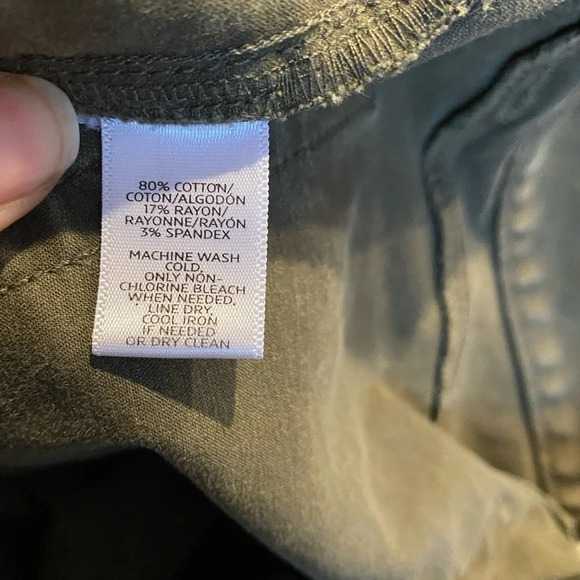 80% COTTON/
COTON/ALGODÓN
17% RAYON/
RAYONNE/RAYÓN
3% SPANDEX
MACHINE WASH
COLD,
ONLY NON-
CHLORINE BLEACH
WHEN NEEDED,
LINE DRY,
COOL IRON
IF NEEDED
OR DRY CLEAN